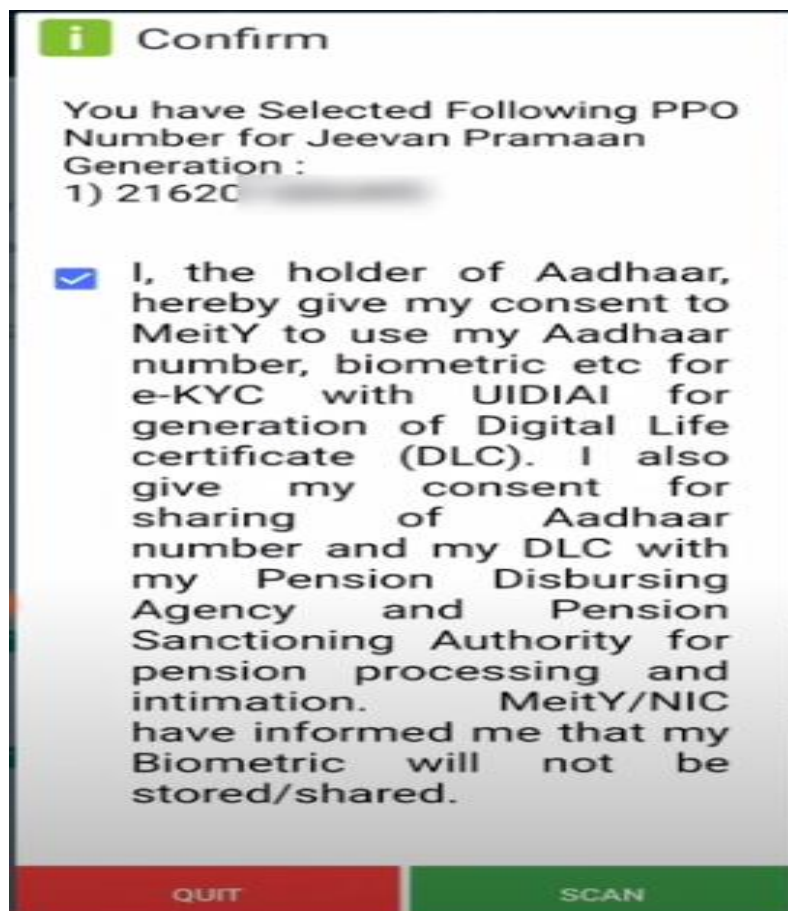 i Confirm
You have Selected Following PPO
Number for Jeevan Pramaan
Generation :
1) 21620
I, the holder of Aadhaar,
hereby give my consent to
MeitY to use my Aadhaar
number, biometric etc for
e-KYC with UIDIAI for
generation of Digital Life
certificate (DLC). I also
give my consent for
sharing of Aadhaar
number and my DLC with
my Pension Disbursing
Agency and Pension
Sanctioning Authority for
pension processing and
intimation. MeitY/NIC
have informed me that my
Biometric will not be
stored/shared.
QUIT SCAN